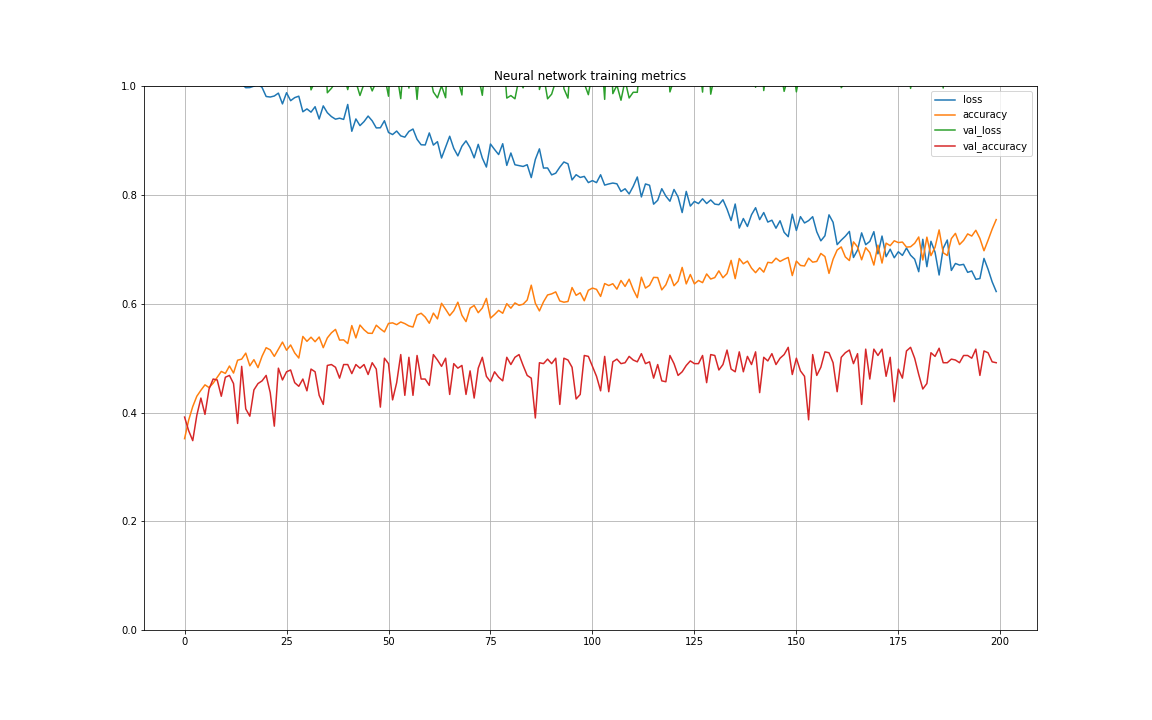 Neural network training metrics
1.0
0.8
0.6
0.4
0.2
0.0
loss
accuracy
val_loss
val_accuracy
0 25 50 75 100 125 150 175 200